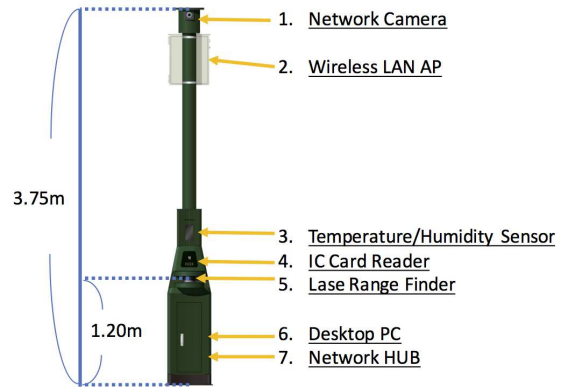 1. Network Camera
2. Wireless LAN AP
3.75m
3. Temperature/Humidity Sensor
4. IC Card Reader
5. Lase Range Finder
1.20m
6. Desktop PC
7. Network HUB